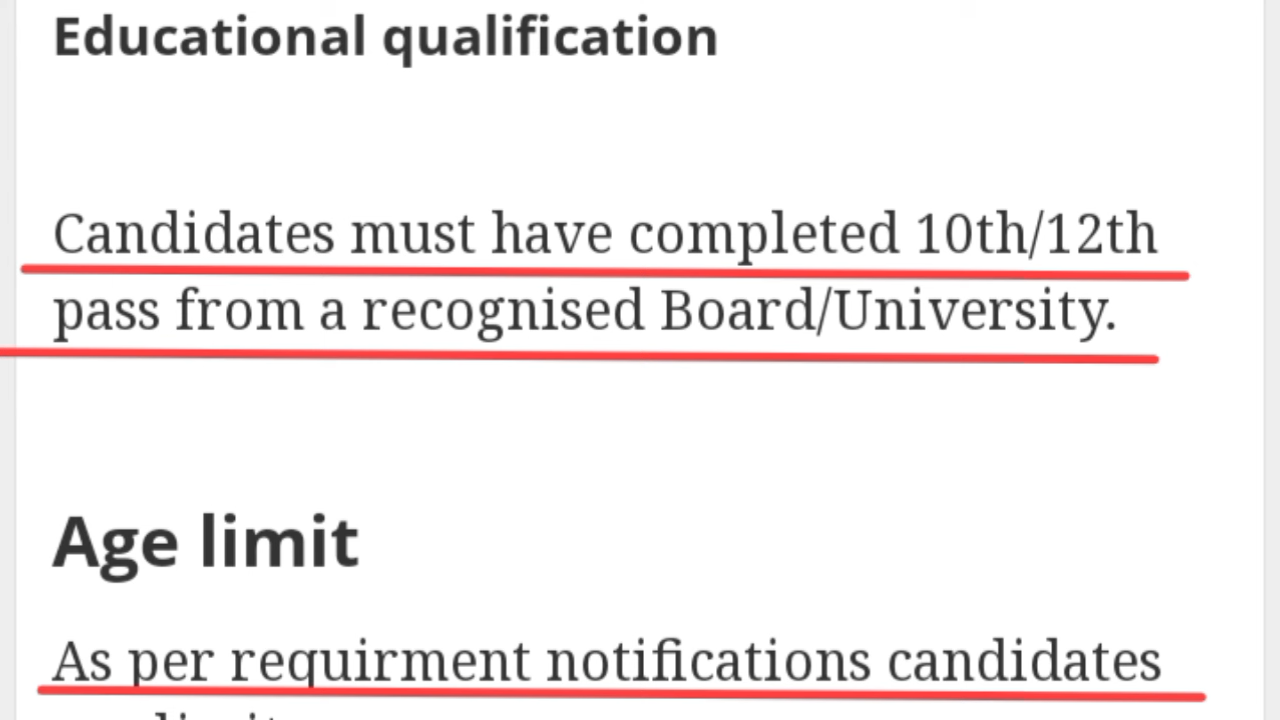 Educational qualification
Candidates must have completed 10th/12th
pass from a recognised Board/University.
Age limit
As per requirment notifications candidates